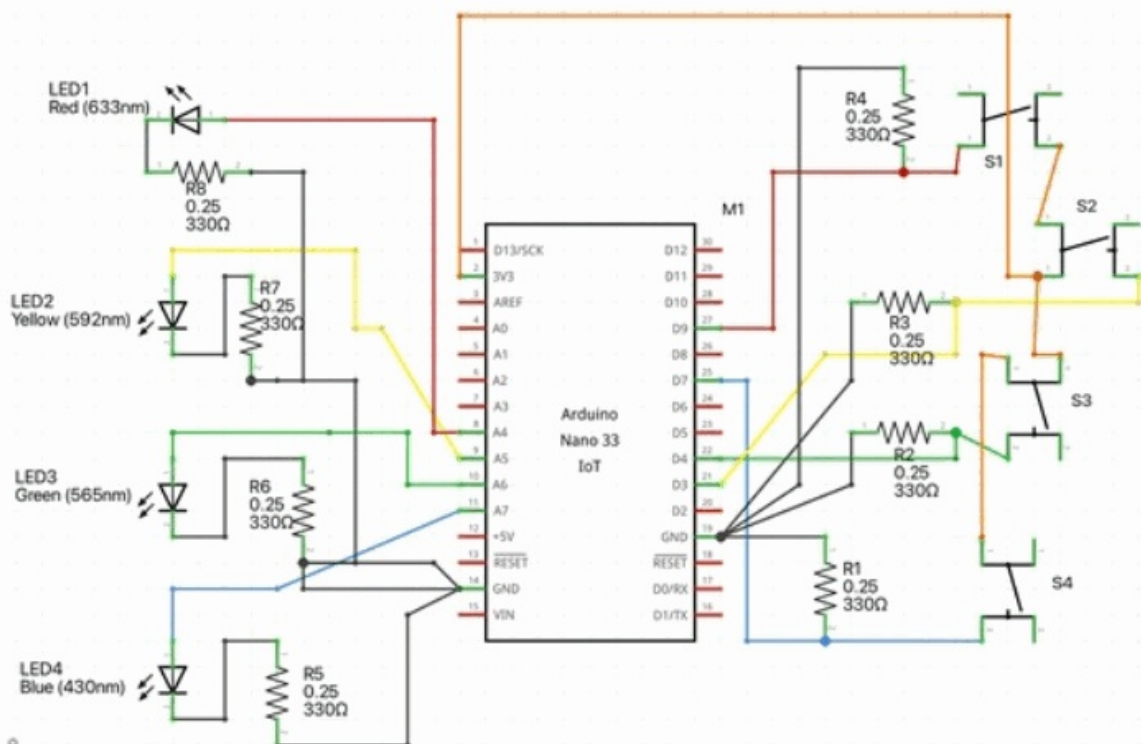 LED1
Red (633nm)
R8
0.25
330Ω
LED2
Yellow (592nm)
R7
0.25
330Ω
LED3
Green (565nm)
R6
0.25
330Ω
LED4
Blue (430nm)
R5
0.25
330Ω
M1
Arduino
Nano 33
IoT
1 D13/SCK
2 3V3
3 AREF
4 A0
5 A1
6 A2
7 A3
8 A4
9 A5
10 A6
11 A7
12 +5V
13 RESET
14 GND
15 VIN
D12 30
D11 29
D10 28
D9 27
D8 26
D7 25
D6 24
D5 23
D4 22
D3 21
D2 20
GND 19
RESET 18
D0/RX 17
D1/TX 16
R4
0.25
330Ω
S1
S2
R3
0.25
330Ω
S3
R2
0.25
330Ω
R1
0.25
330Ω
S4